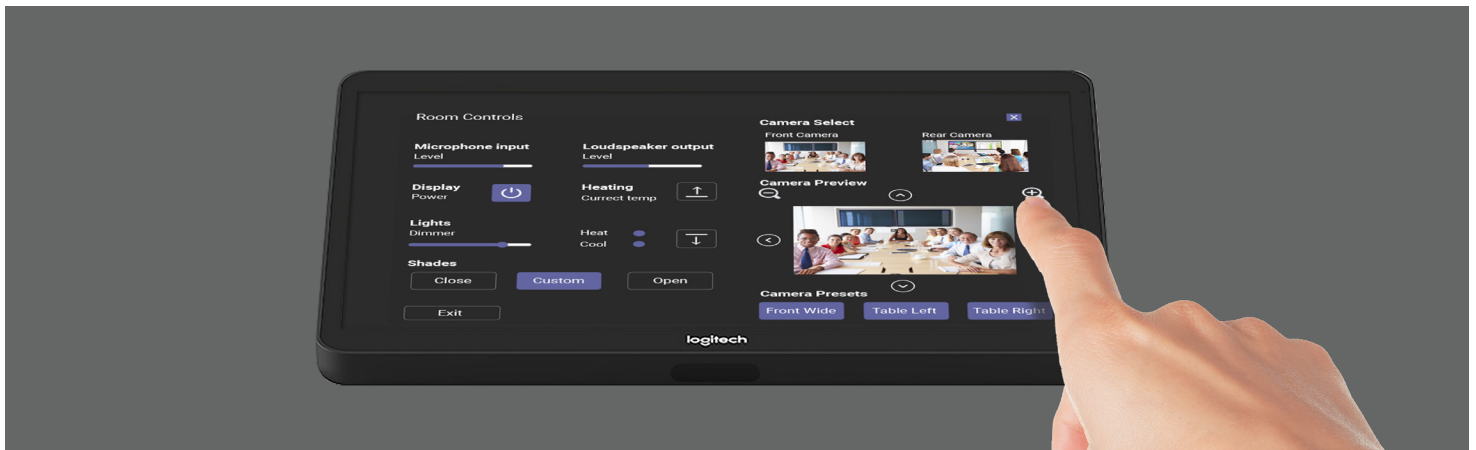 Room Controls
Microphone input
Level
Loudspeaker output
Level
Display
Power
Heating
Currect temp
Lights
Dimmer
Heat
Cool
Shades
Close
Custom
Open
Exit
Camera Select
Front Camera
Rear Camera
Camera Preview
Camera Presets
Front Wide
Table Left
Table Right
logitech